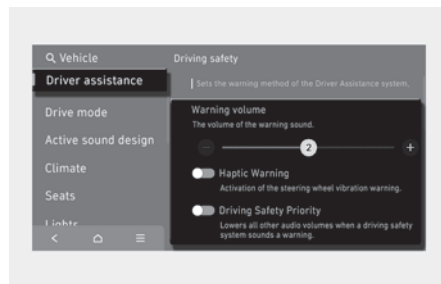 Vehicle
Driving safety
Driver assistance
Sets the warning method of the Driver Assistance system.
Drive mode
Active sound design
Climate
Seats
Lights
Warning volume
The volume of the warning sound.
2
Haptic Warning
Activation of the steering wheel vibration warning.
Driving Safety Priority
Lowers all other audio volumes when a driving safety
system sounds a warning.